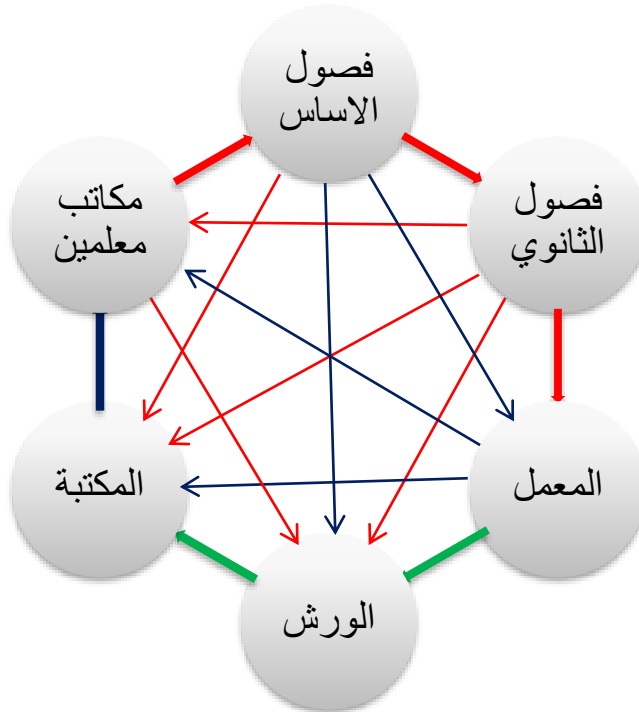 فصول
الاساس
فصول
الثانوي
المعمل
الورش
المكتبة
مكاتب
معلمين